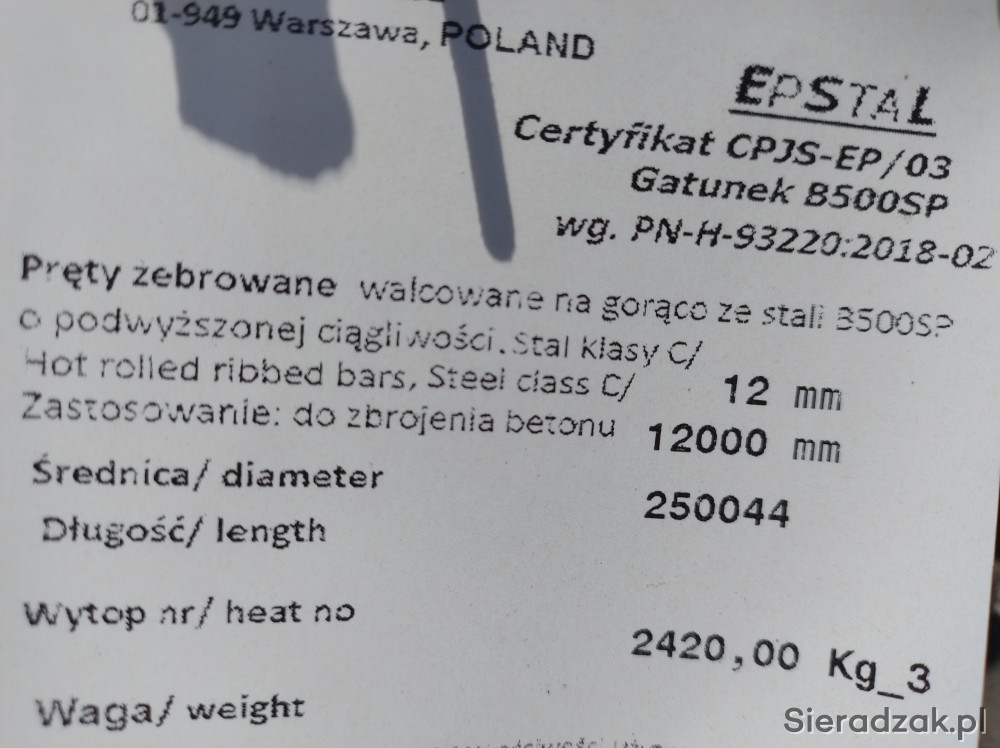 01-949 Warszawa, POLAND
EPSTAL
Certyfikat CPJS-EP/03
Gatunek B500SP
wg. PN-H-93220:2018-02
Pręty żebrowane walcowane na gorąco ze stali B500SP
o podwyższonej ciągliwości. Stal klasy C/
Hot rolled ribbed bars, Steel class C/
Zastosowanie: do zbrojenia betonu
12 mm
Średnica/ diameter
12000 mm
Długość/ length
250044
Wytop nr/ heat no
2420,00 Kg_3
Waga/ weight
Sieradzak.pl